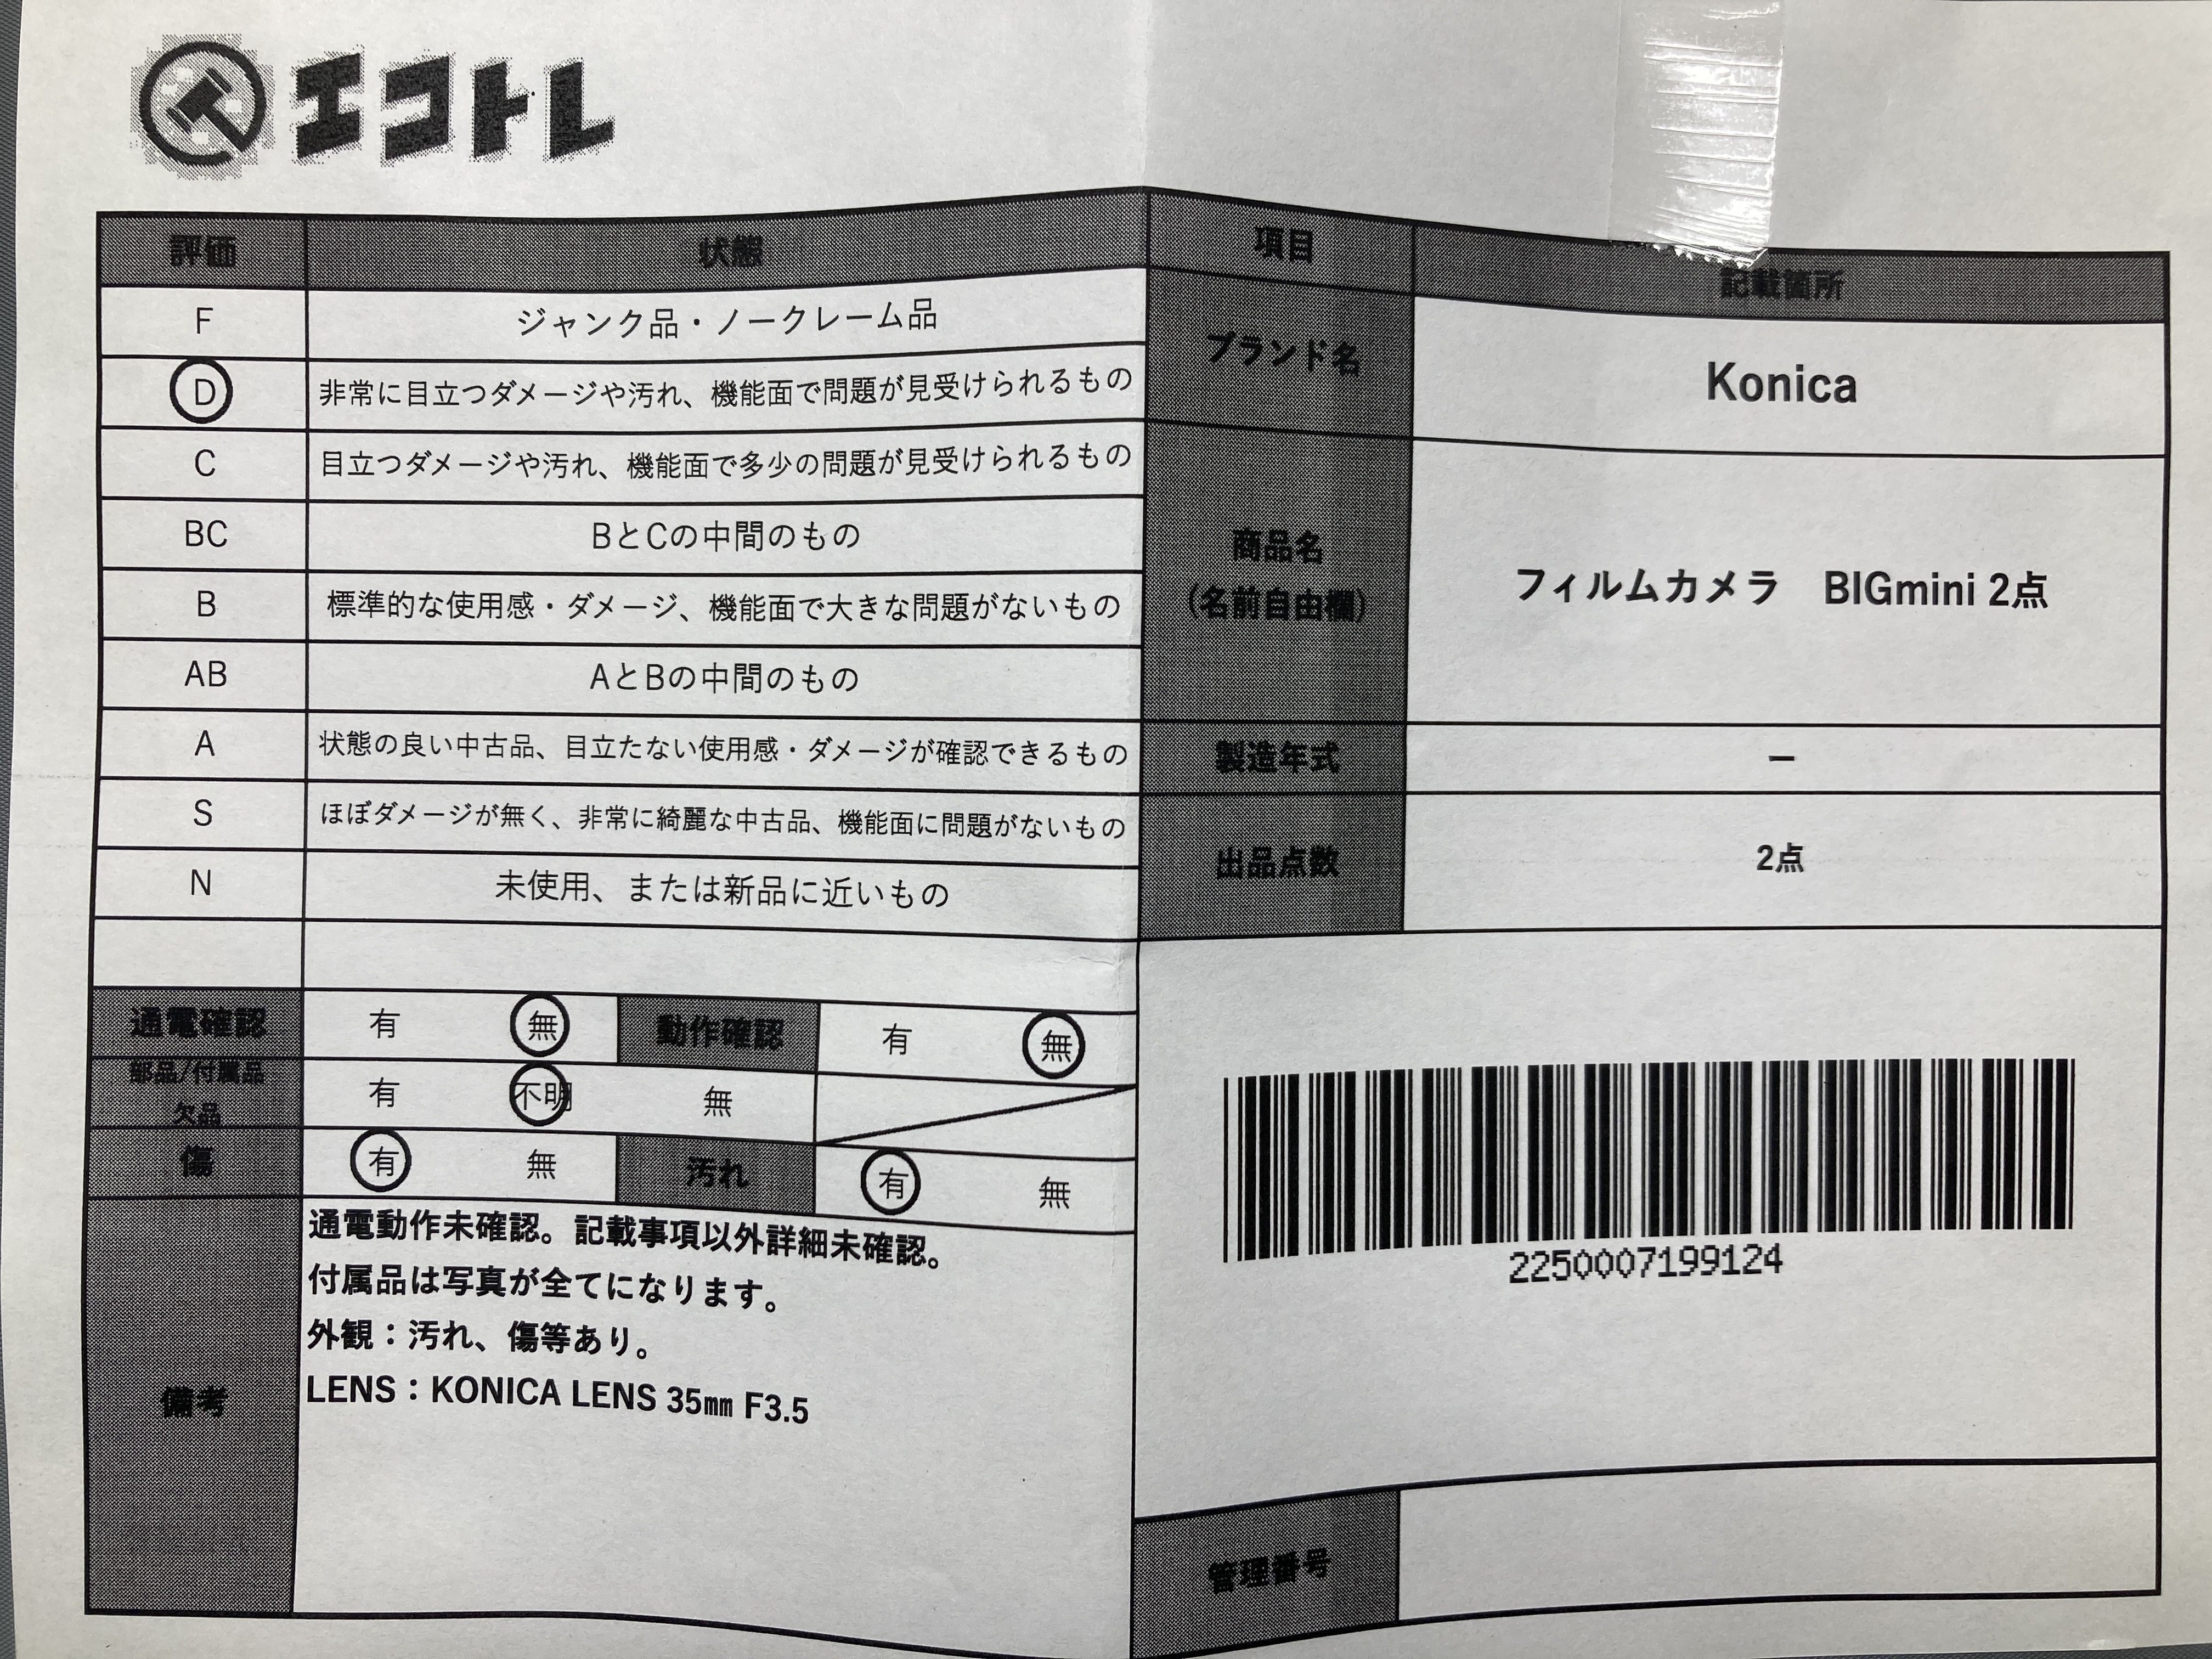 エコトレ
評価 状態
F ジャンク品・ノークレーム品
D 非常に目立つダメージや汚れ、機能面で問題が見受けられるもの
C 目立つダメージや汚れ、機能面で多少の問題が見受けられるもの
BC BとCの中間のもの
B 標準的な使用感・ダメージ、機能面で大きな問題がないもの
AB AとBの中間のもの
A 状態の良い中古品、目立たない使用感・ダメージが確認できるもの
S ほぼダメージが無く、非常に綺麗な中古品、機能面に問題がないもの
N 未使用、または新品に近いもの
通電確認 有 無 動作確認 有 無
部品/付属品
欠品 有 不明 無
傷 有 無 汚れ 有 無
備考
通電動作未確認。記載事項以外詳細未確認。
付属品は写真が全てになります。
外観：汚れ、傷等あり。
LENS：KONICA LENS 35㎜ F3.5
項目 記載箇所
ブランド名 Konica
商品名
(名前自由欄)
フィルムカメラ　BIGmini 2点
製造年式 ー
出品点数 2点
2250007199124
管理番号